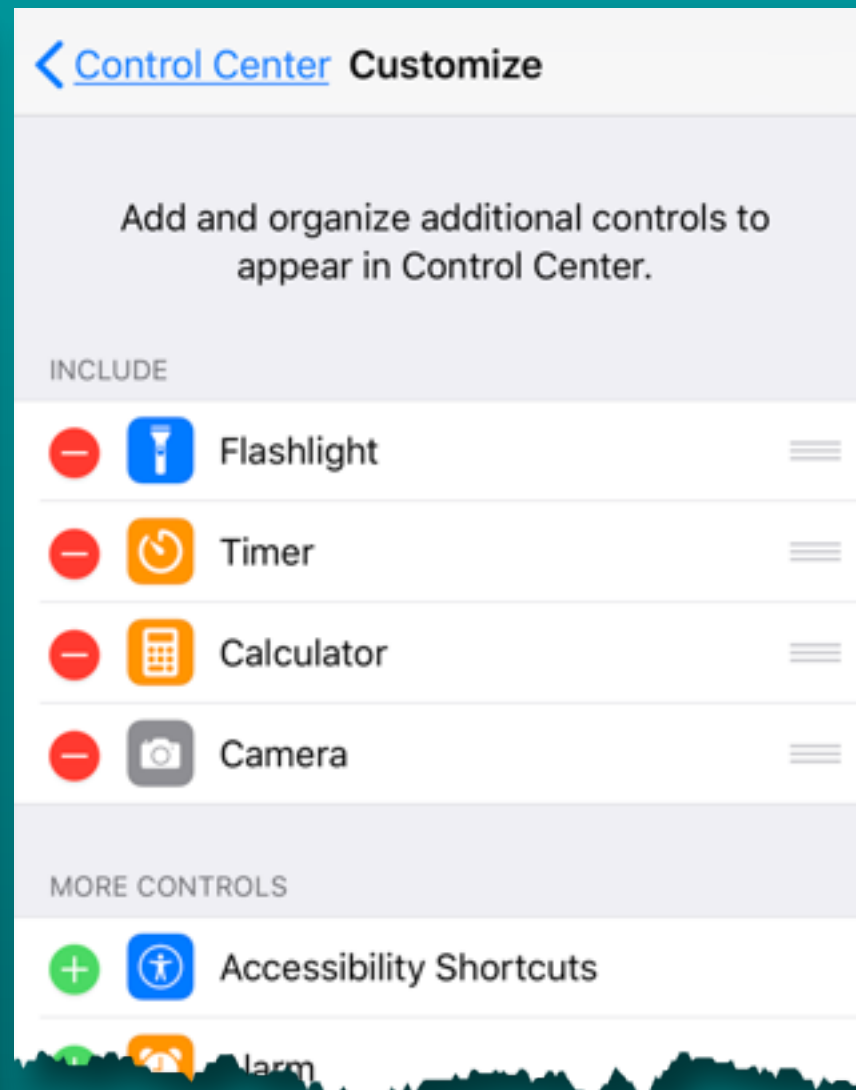 Control Center Customize
Add and organize additional controls to
appear in Control Center.
INCLUDE
Flashlight
Timer
Calculator
Camera
MORE CONTROLS
Accessibility Shortcuts
Alarm